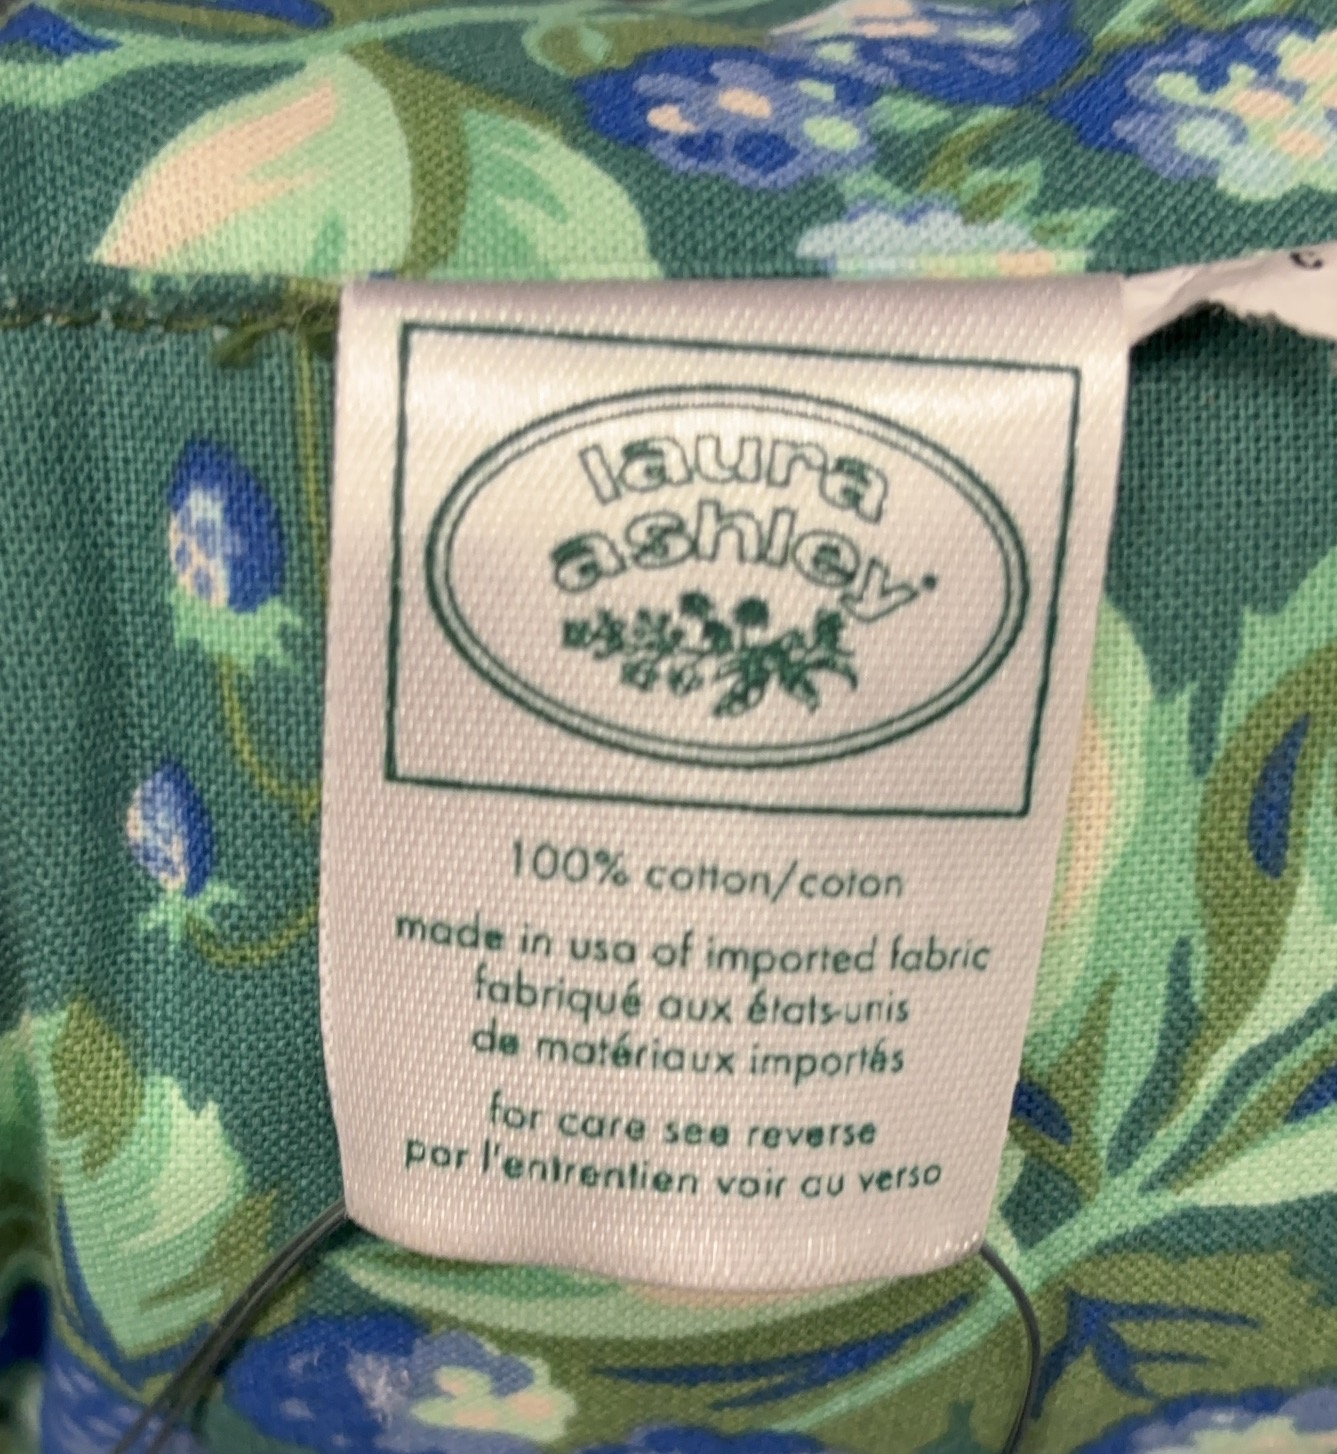 laura
ashley
100% cotton/coton
made in usa of imported fabric
fabriqué aux états-unis
de matériaux importés
for care see reverse
por l'entrentien voir au verso